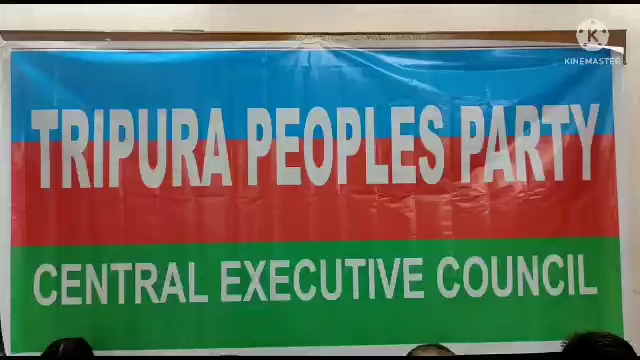 K
KINEMASTER
TRIPURA PEOPLES PARTY
CENTRAL EXECUTIVE COUNCIL